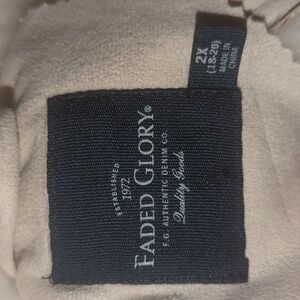 ESTABLISHED
1972
FADED GLORY®
F.G. AUTHENTIC DENIM CO.
Quality Goods
2X
(18-20)
MADE IN
CHINA